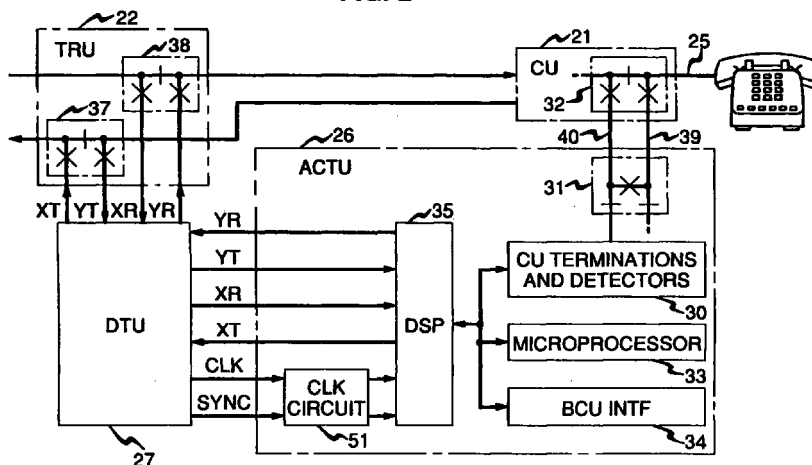 22
TRU
38
37
21
CU
25
32
40
39
26
ACTU
31
XT YT XR YR
35
YR
YT
XR
XT
CLK
SYNC
DTU
27
DSP
CLK
CIRCUIT
51
CU TERMINATIONS
AND DETECTORS
30
MICROPROCESSOR
33
BCU INTF
34